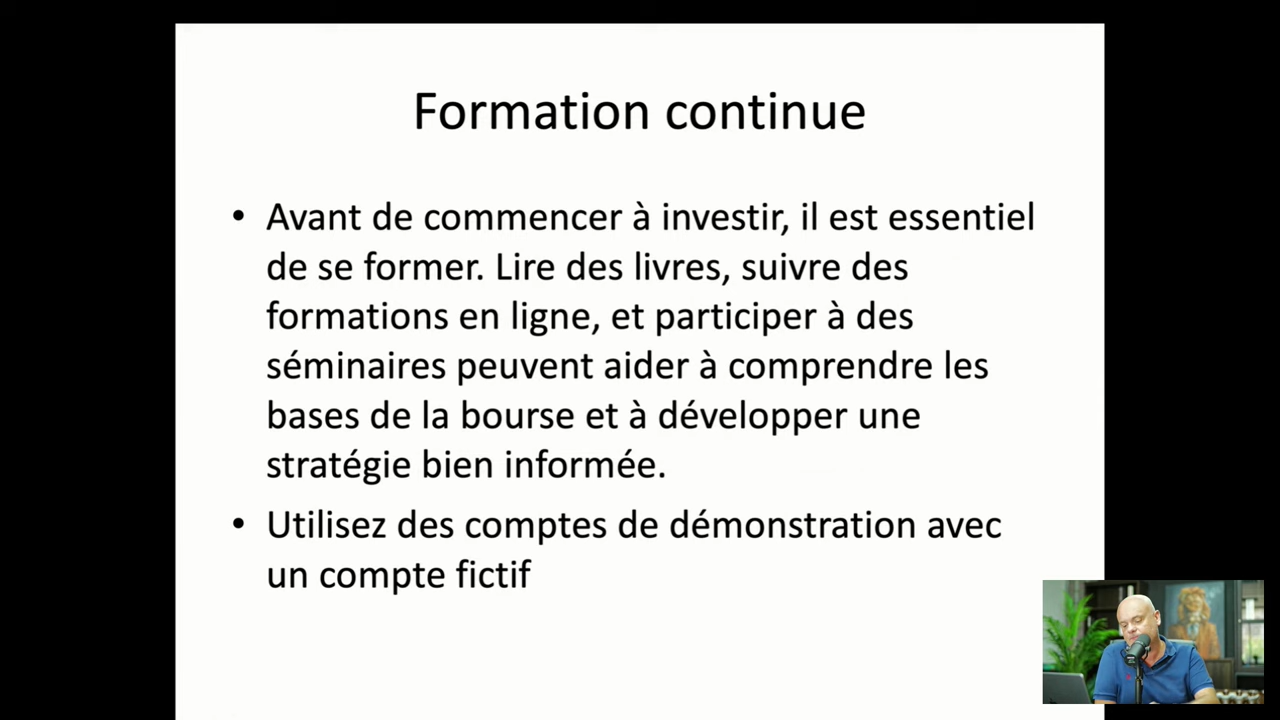 Formation continue
• Avant de commencer à investir, il est essentiel
de se former. Lire des livres, suivre des
formations en ligne, et participer à des
séminaires peuvent aider à comprendre les
bases de la bourse et à développer une
stratégie bien informée.
• Utilisez des comptes de démonstration avec
un compte fictif